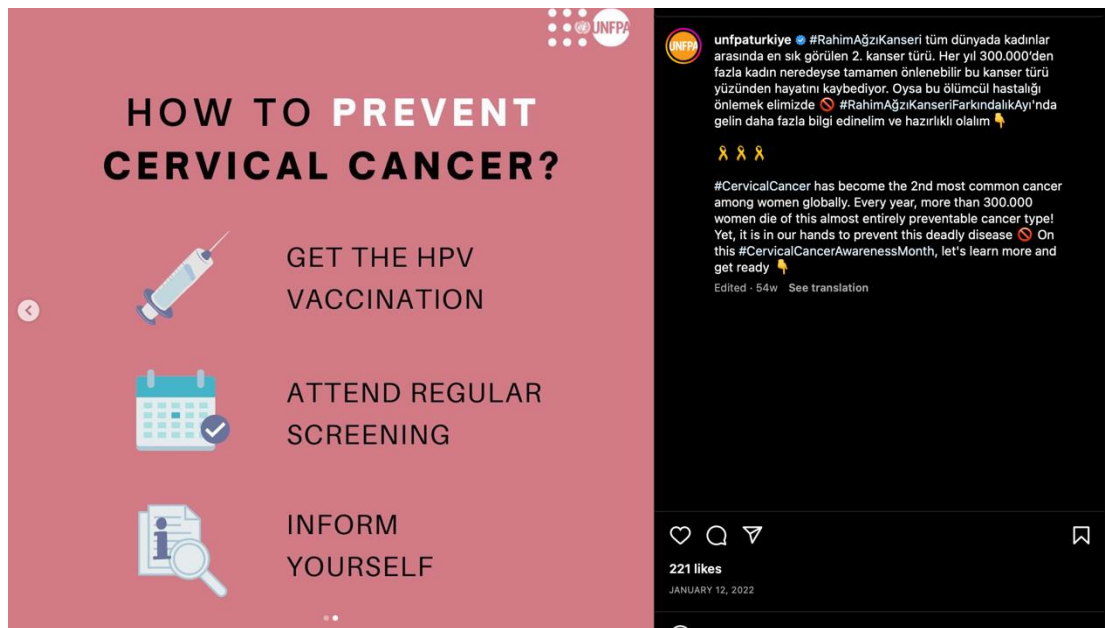 UNFPA
HOW TO PREVENT
CERVICAL CANCER?
GET THE HPV
VACCINATION
ATTEND REGULAR
SCREENING
INFORM
YOURSELF
UNFPA
unfpaturkiye #RahimAğzıKanseri tüm dünyada kadınlar
arasında en sık görülen 2. kanser türü. Her yıl 300.000’den
fazla kadın neredeyse tamamen önlenebilir bu kanser türü
yüzünden hayatını kaybediyor. Oysa bu ölümcül hastalığı
önlemek elimizde 🚫 #RahimAğzıKanseriFarkındalıkAyı'nda
gelin daha fazla bilgi edinelim ve hazırlıklı olalım 👇
🎗 🎗 🎗
#CervicalCancer has become the 2nd most common cancer
among women globally. Every year, more than 300.000
women die of this almost entirely preventable cancer type!
Yet, it is in our hands to prevent this deadly disease 🚫 On
this #CervicalCancerAwarenessMonth, let's learn more and
get ready 👇
Edited · 54w See translation
221 likes
JANUARY 12, 2022